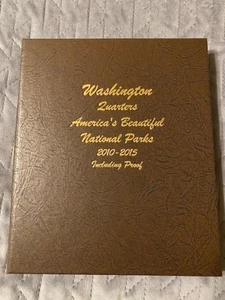 Washington
Quarters
America's Beautiful
National Parks
2010-2015
Including Proof